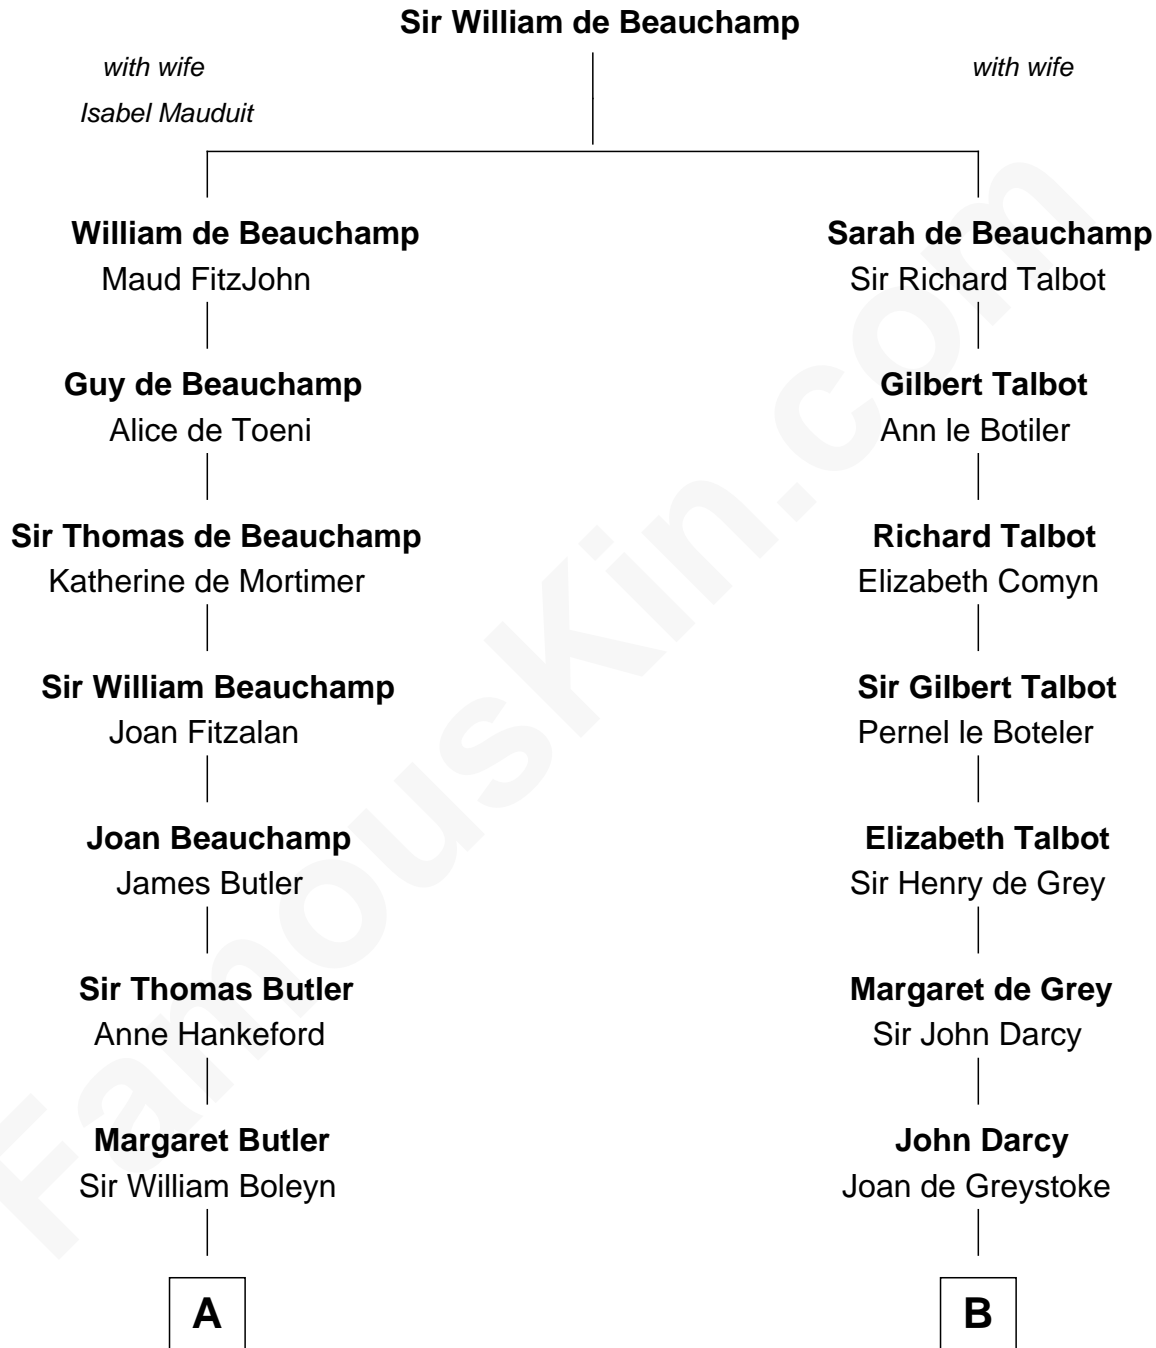 Sir William de Beauchamp
with wife
Isabel Mauduit
with wife
William de Beauchamp
Maud FitzJohn
Sarah de Beauchamp
Sir Richard Talbot
Guy de Beauchamp
Alice de Toeni
Gilbert Talbot
Ann le Botiler
Sir Thomas de Beauchamp
Katherine de Mortimer
Richard Talbot
Elizabeth Comyn
Sir William Beauchamp
Joan Fitzalan
Sir Gilbert Talbot
Pernel le Boteler
Joan Beauchamp
James Butler
Elizabeth Talbot
Sir Henry de Grey
Sir Thomas Butler
Anne Hankeford
Margaret de Grey
Sir John Darcy
Margaret Butler
Sir William Boleyn
John Darcy
Joan de Greystoke
A
B
FamousKin.com